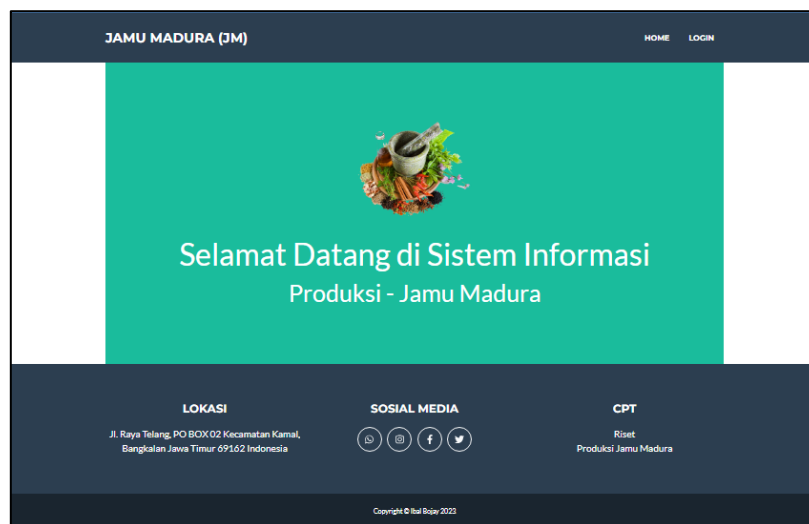 JAMU MADURA (JM)
HOME LOGIN
Selamat Datang di Sistem Informasi
Produksi - Jamu Madura
LOKASI
Jl. Raya Telang, PO BOX 02 Kecamatan Kamal,
Bangkalan Jawa Timur 69162 Indonesia
SOSIAL MEDIA
CPT
Riset
Produksi Jamu Madura
Copyright © Ibal Bojay 2023